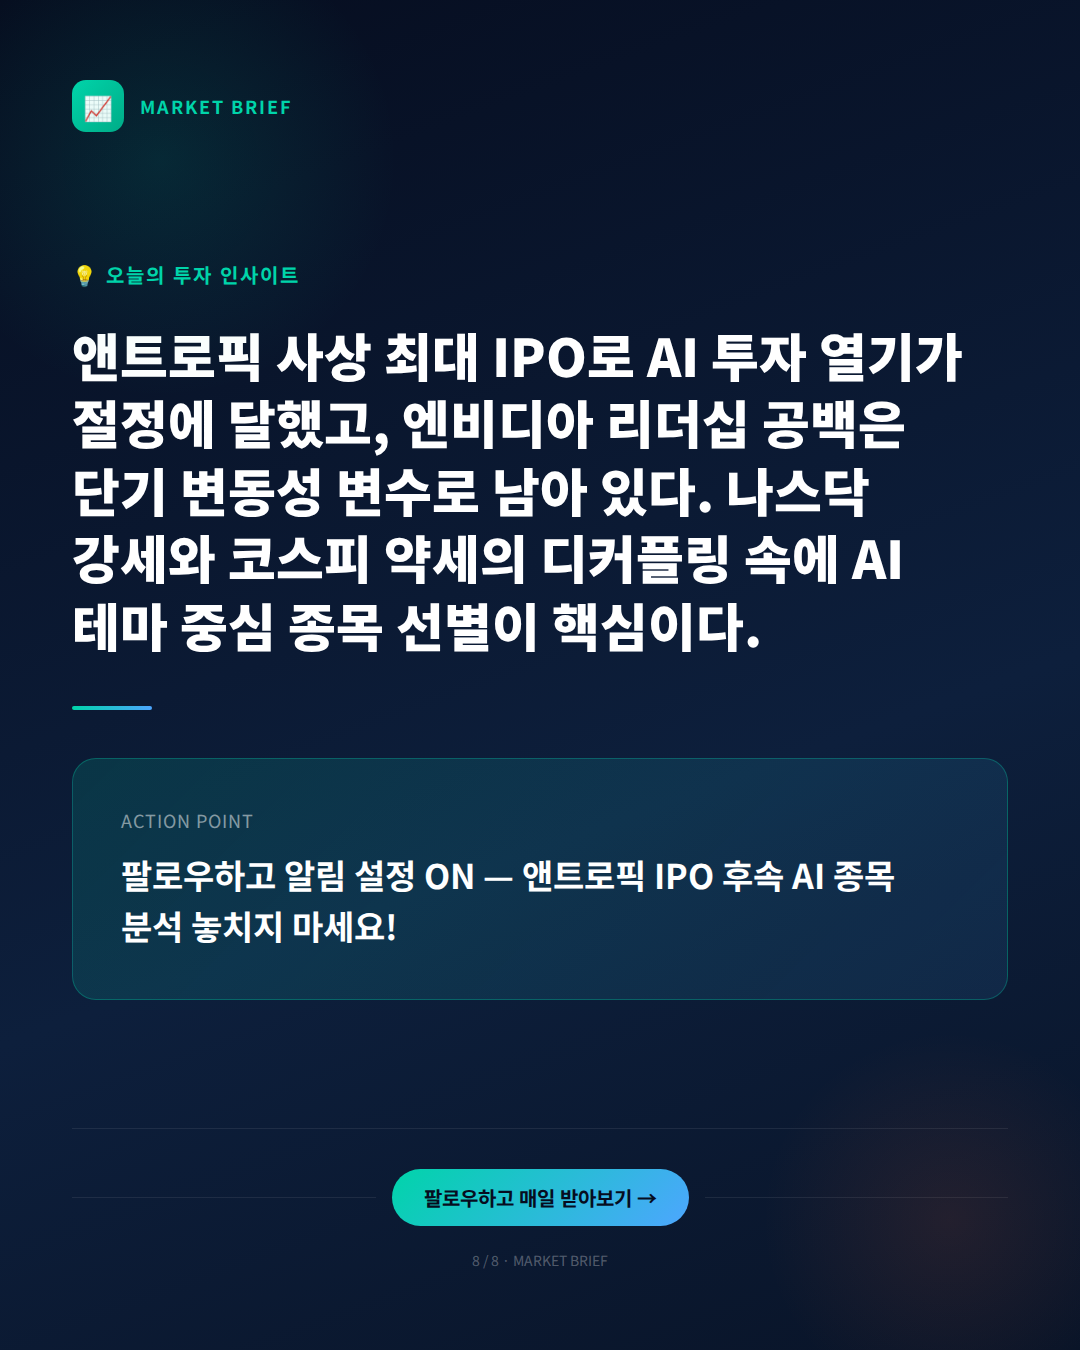 MARKET BRIEF
💡 오늘의 투자 인사이트
앤트로픽 사상 최대 IPO로 AI 투자 열기가
절정에 달했고, 엔비디아 리더십 공백은
단기 변동성 변수로 남아 있다. 나스닥
강세와 코스피 약세의 디커플링 속에 AI
테마 중심 종목 선별이 핵심이다.
ACTION POINT
팔로우하고 알림 설정 ON — 앤트로픽 IPO 후속 AI 종목
분석 놓치지 마세요!
팔로우하고 매일 받아보기 →
8 / 8 · MARKET BRIEF